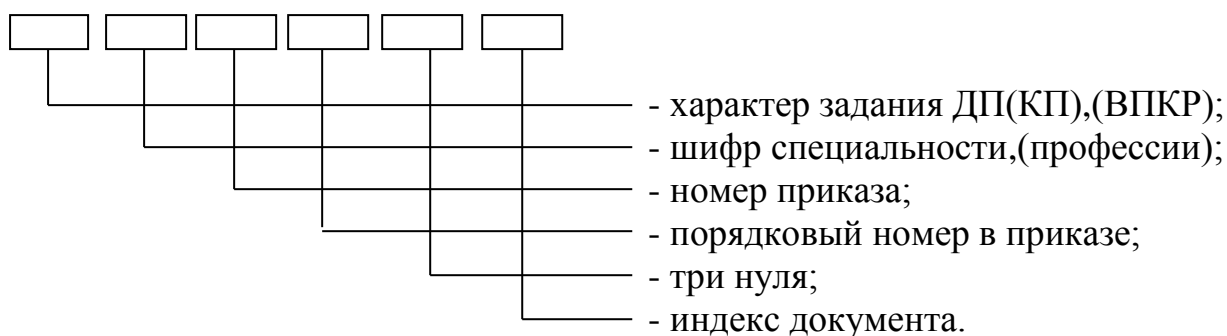 - характер задания ДП(КП),(ВПКР);
- шифр специальности,(профессии);
- номер приказа;
- порядковый номер в приказе;
- три нуля;
- индекс документа.